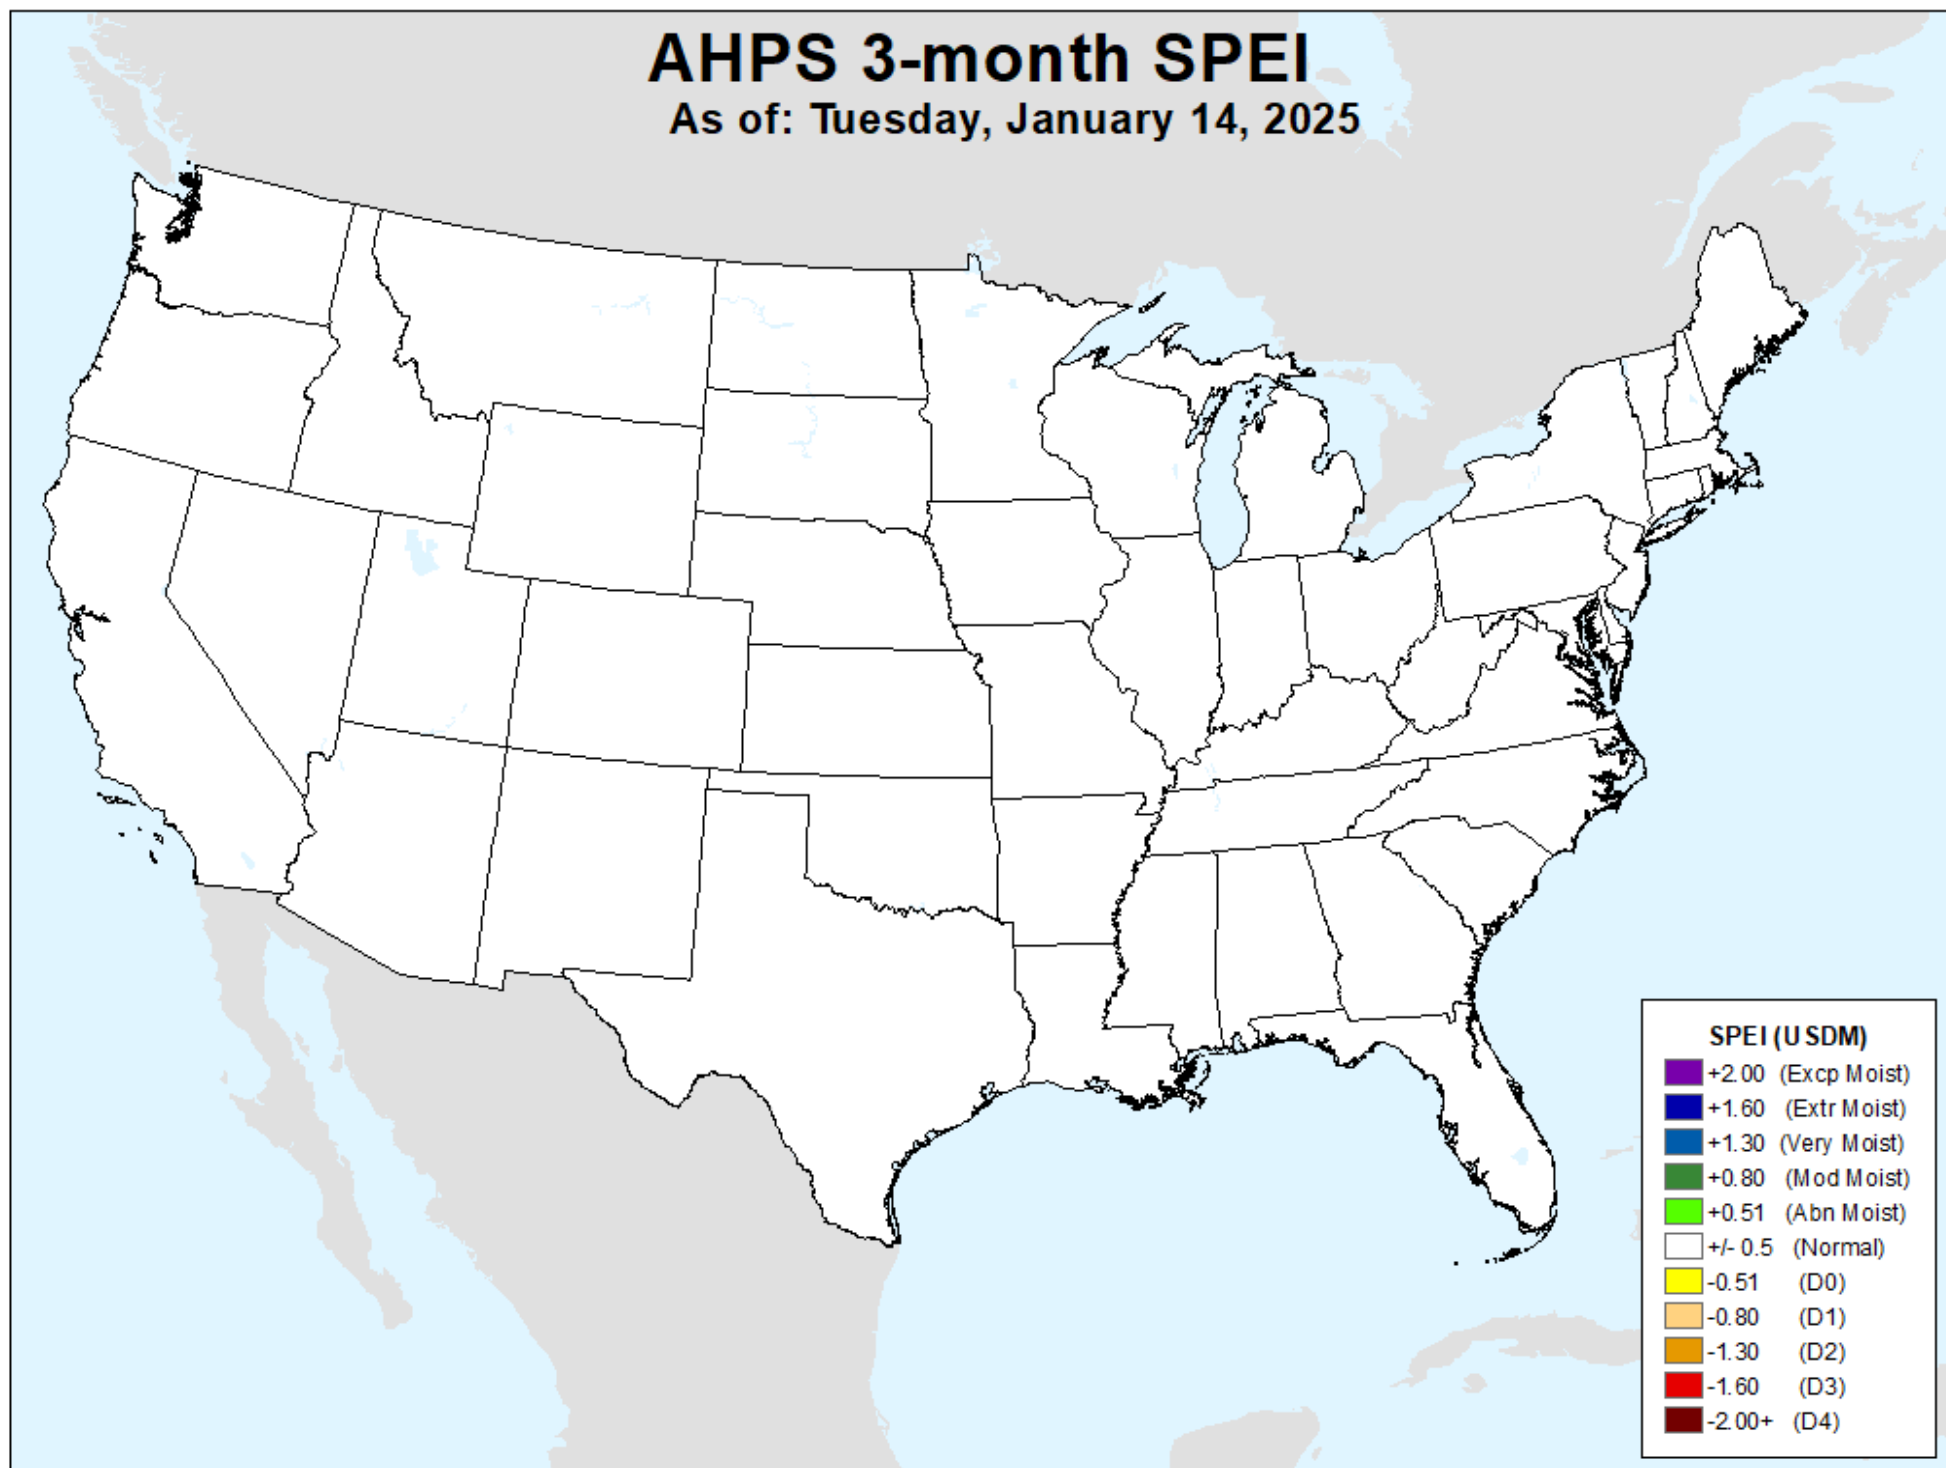 AHPS 3-month SPEI
As of: Tuesday, January 14, 2025
SPEI (USDM)
+2.00 (Excp Moist)
+1.60 (Extr Moist)
+1.30 (Very Moist)
+0.80 (Mod Moist)
+0.51 (Abn Moist)
+/- 0.5 (Normal)
-0.51 (D0)
-0.80 (D1)
-1.30 (D2)
-1.60 (D3)
-2.00+ (D4)